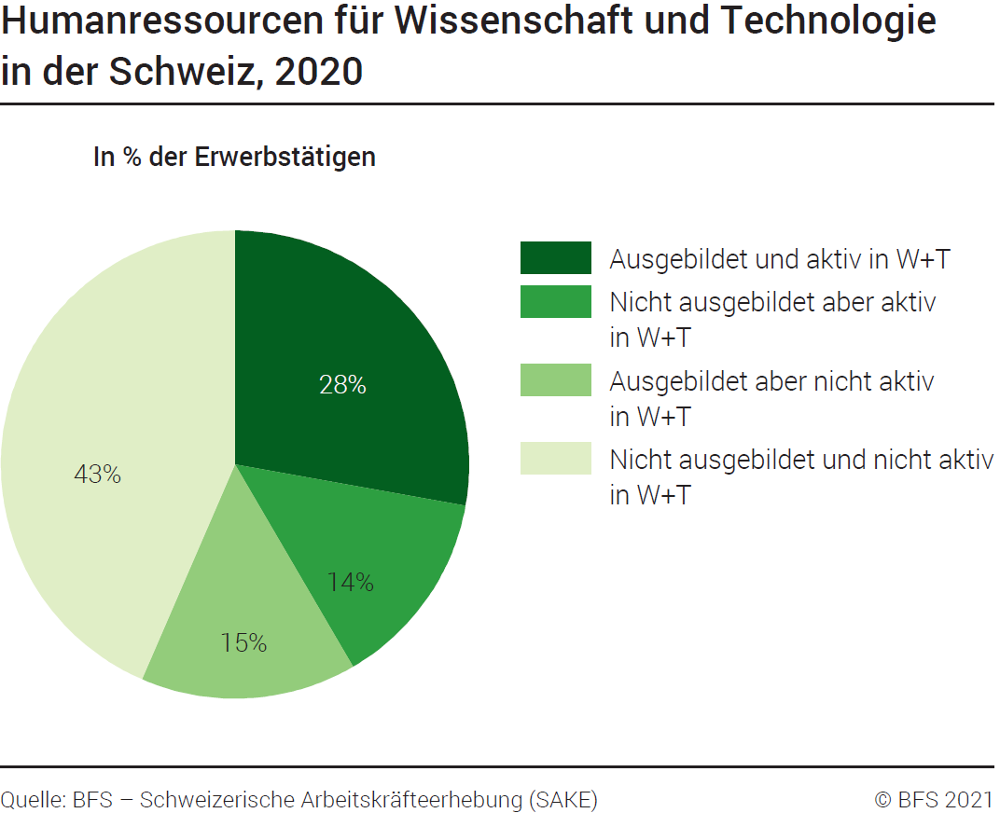 Humanressourcen für Wissenschaft und Technologie
in der Schweiz, 2020
In % der Erwerbstätigen
28%
14%
15%
43%
Ausgebildet und aktiv in W+T
Nicht ausgebildet aber aktiv
in W+T
Ausgebildet aber nicht aktiv
in W+T
Nicht ausgebildet und nicht aktiv
in W+T
Quelle: BFS – Schweizerische Arbeitskräfteerhebung (SAKE)
© BFS 2021